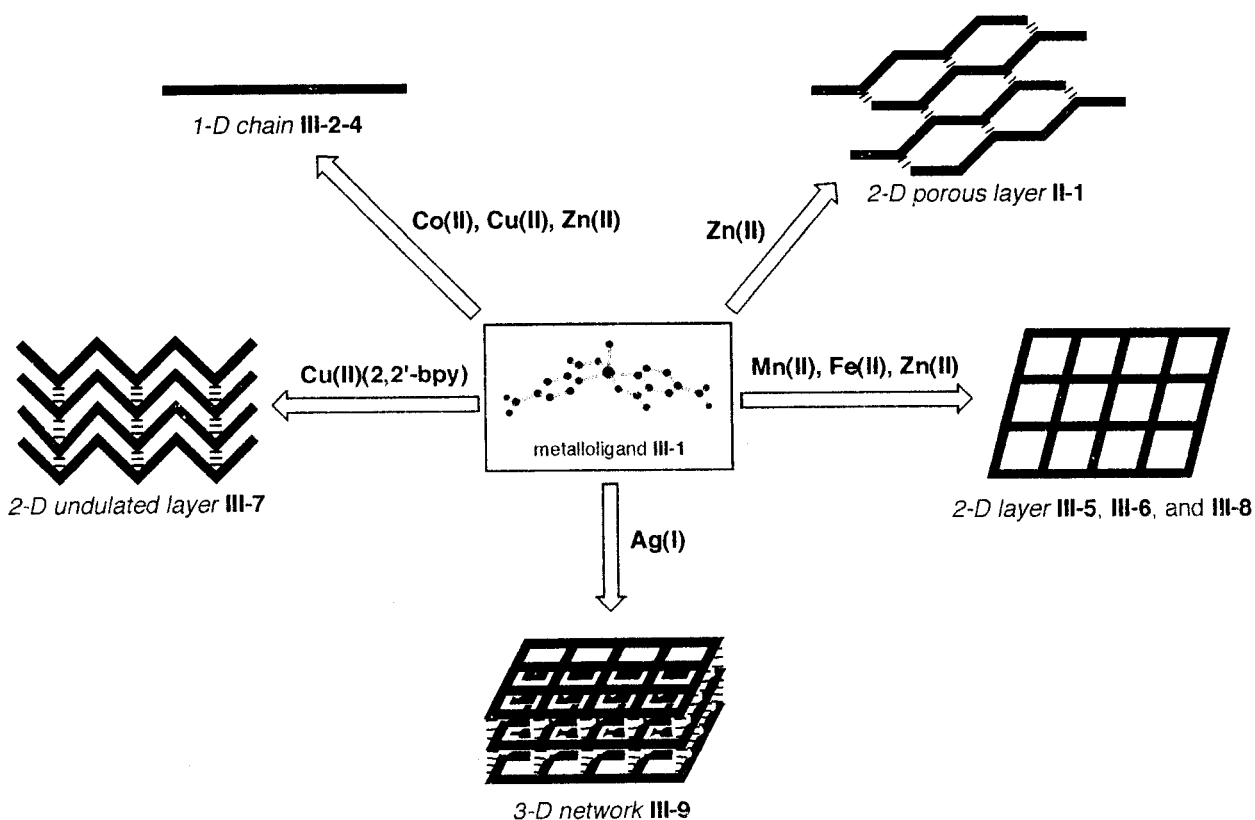 1-D chain III-2-4
2-D porous layer II-1
Co(II), Cu(II), Zn(II)
Zn(II)
Cu(II)(2,2'-bpy)
Mn(II), Fe(II), Zn(II)
metalloligand III-1
2-D undulated layer III-7
2-D layer III-5, III-6, and III-8
Ag(I)
3-D network III-9